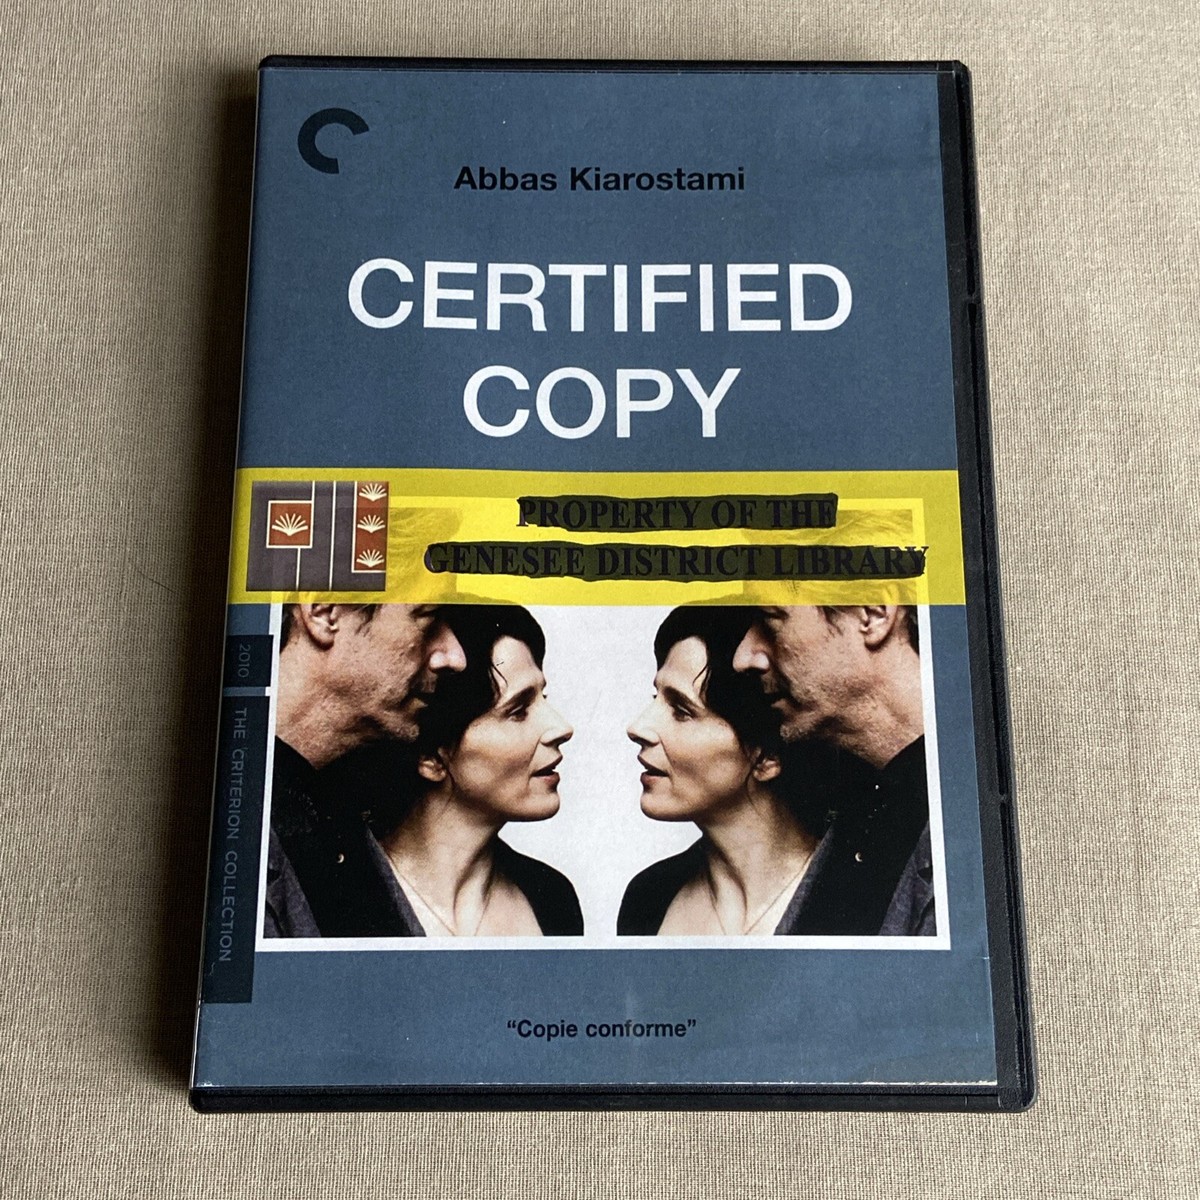 Abbas Kiarostami
CERTIFIED
COPY
PROPERTY OF THE
GENESEE DISTRICT LIBRARY
2010
THE CRITERION COLLECTION
“Copie conforme”